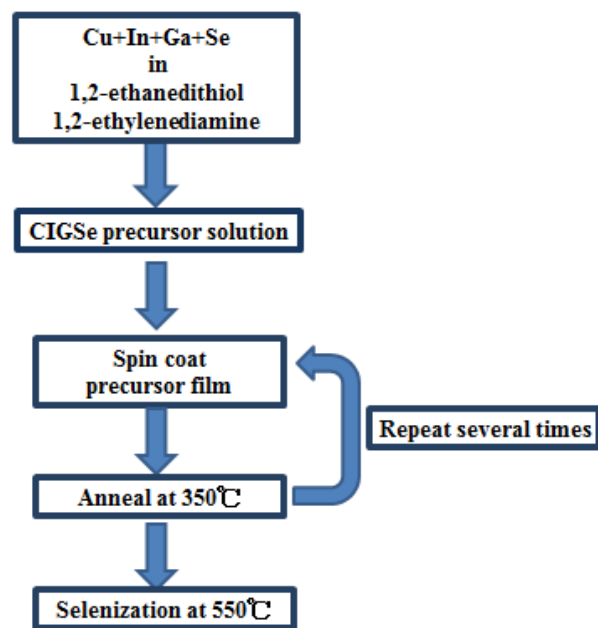 Cu+In+Ga+Se
in
1,2-ethanedithiol
1,2-ethylenediamine
CIGSe precursor solution
Spin coat
precursor film
Repeat several times
Anneal at 350℃
Selenization at 550℃